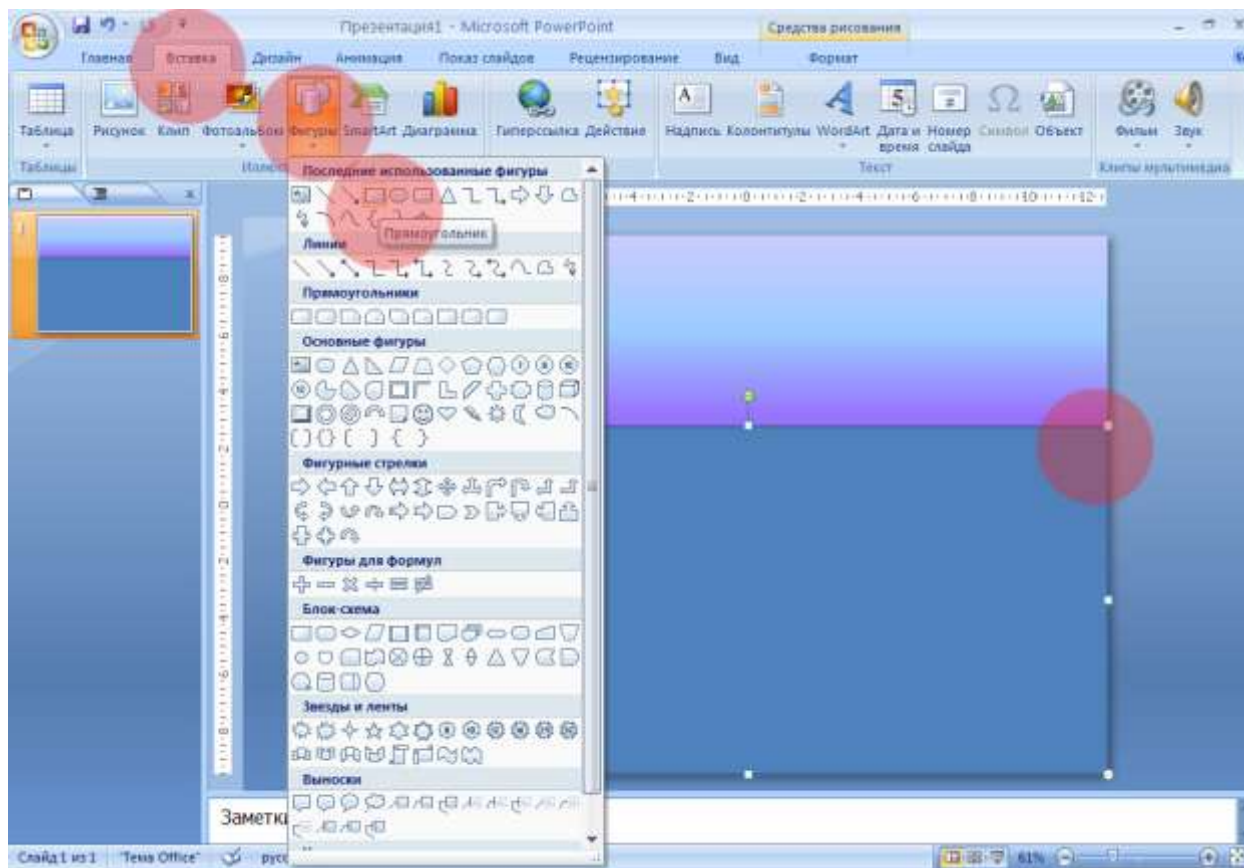 Презентация1 - Microsoft PowerPoint
Средства рисования
Главная Вставка Дизайн Анимация Показ слайдов Рецензирование Вид Формат
Таблица Рисунок Клип Фотоальбом Фигуры SmartArt Диаграмма Гиперссылка Действие Надпись Колонтитулы WordArt Дата и время Номер слайда Символ Объект Фильм Звук
Таблицы Текст Клипы мультимедиа
Последние использованные фигуры
Прямоугольник
Линии
Прямоугольники
Основные фигуры
Фигурные стрелки
Фигуры для формул
Блок-схема
Звезды и ленты
Выноски
Заметки
Слайд 1 из 1 "Тема Office" русс 61%